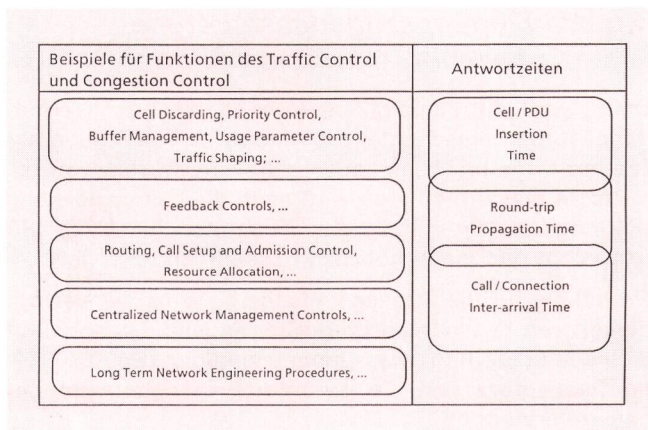 Beispiele für Funktionen des Traffic Control
und Congestion Control
Antwortzeiten
Cell Discarding, Priority Control,
Buffer Management, Usage Parameter Control,
Traffic Shaping; ...
Feedback Controls, ...
Routing, Call Setup and Admission Control,
Resource Allocation, ...
Centralized Network Management Controls, ...
Long Term Network Engineering Procedures, ...
Cell / PDU
Insertion
Time
Round-trip
Propagation Time
Call / Connection
Inter-arrival Time